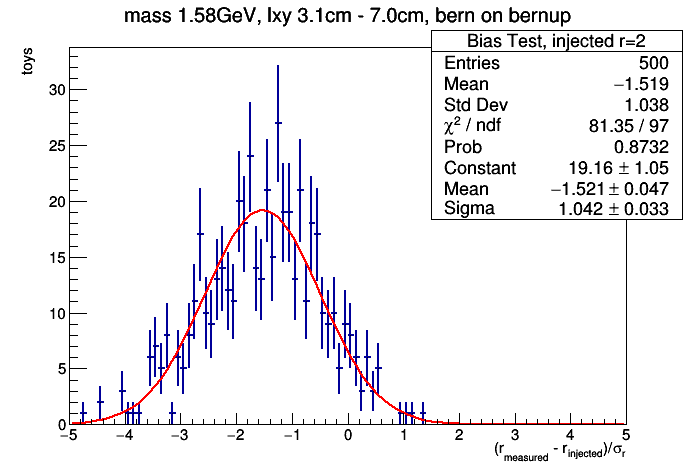 mass 1.58GeV, lxy 3.1cm - 7.0cm, bern on bernup
Bias Test, injected r=2
Entries 500
Mean −1.519
Std Dev 1.038
χ² / ndf 81.35 / 97
Prob 0.8732
Constant 19.16 ± 1.05
Mean −1.521 ± 0.047
Sigma 1.042 ± 0.033
toys
30
25
20
15
10
5
0
−5 −4 −3 −2 −1 0 1 2 3 4 5
(r_measured - r_injected)/σ_r